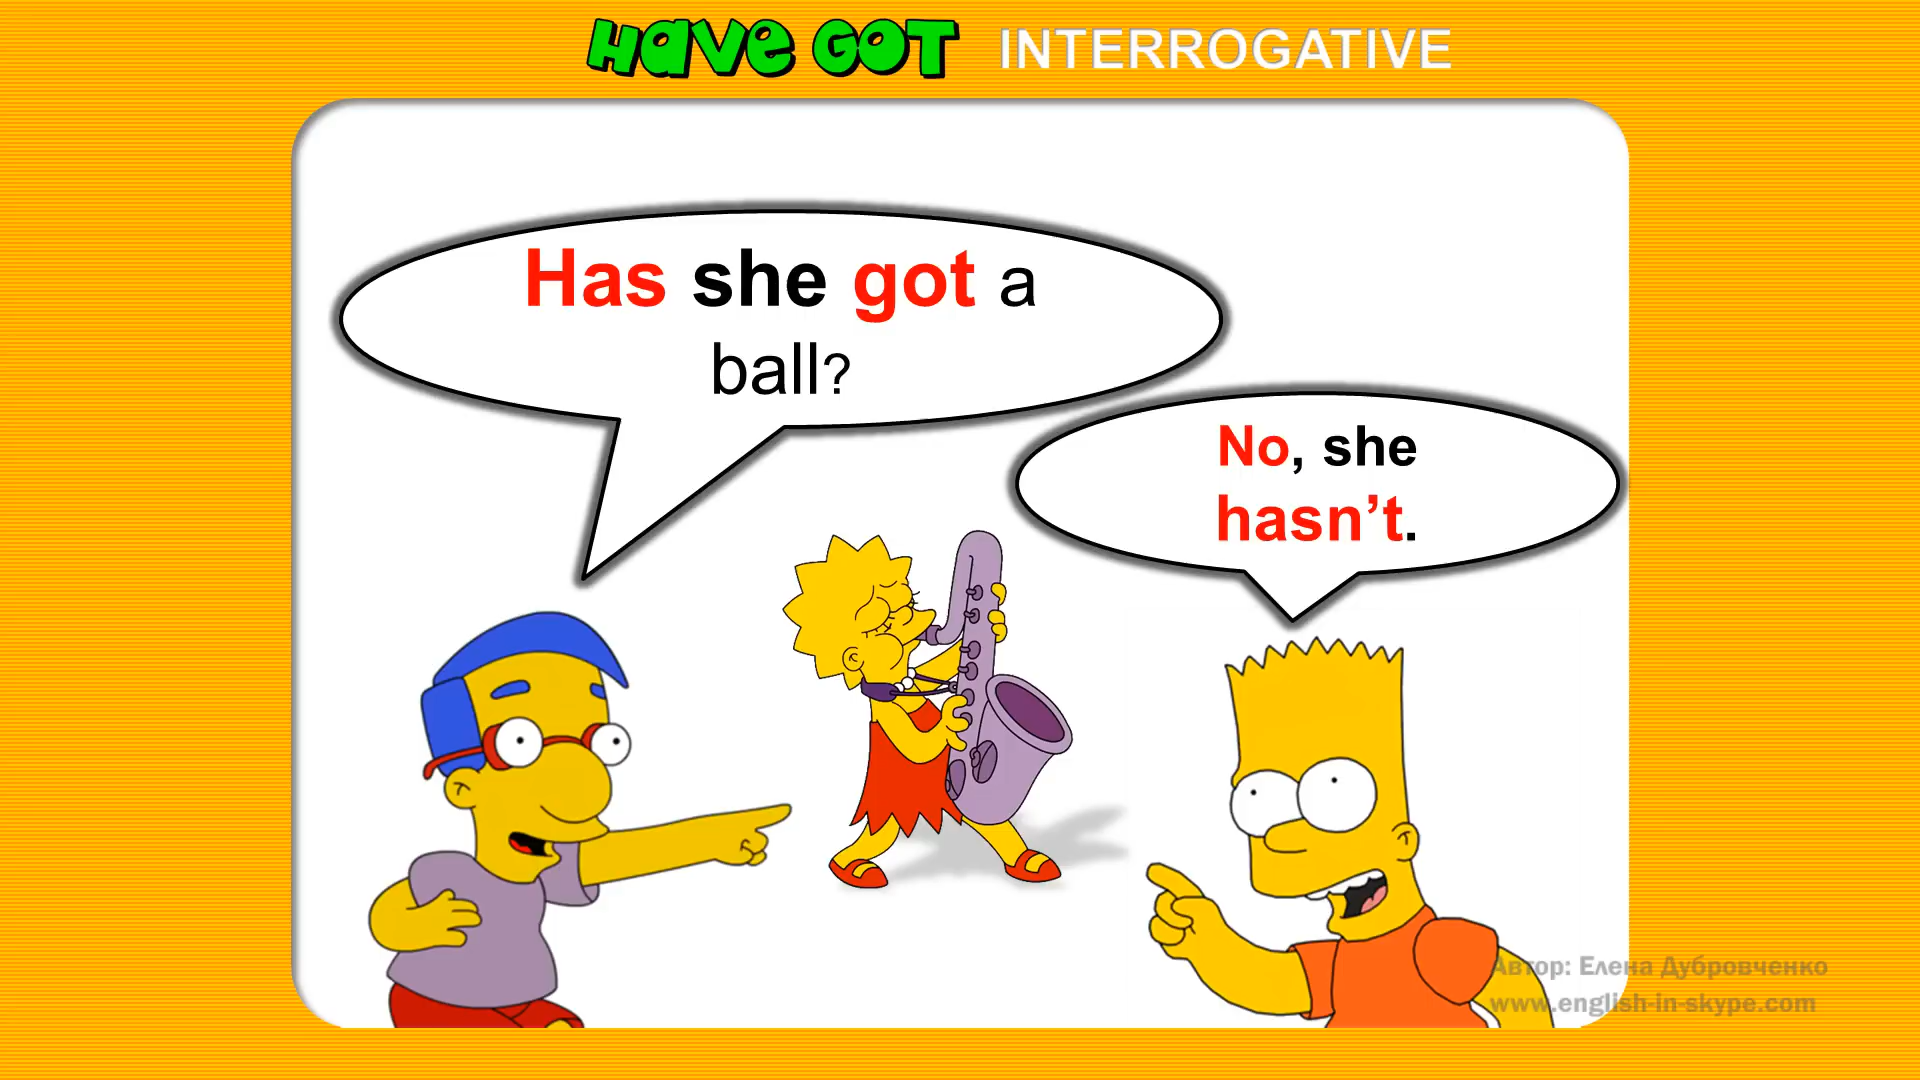 Have Got INTERROGATIVE
Has she got a
ball?
No, she
hasn’t.
Автор: Елена Дубровченко
www.english-in-skype.com